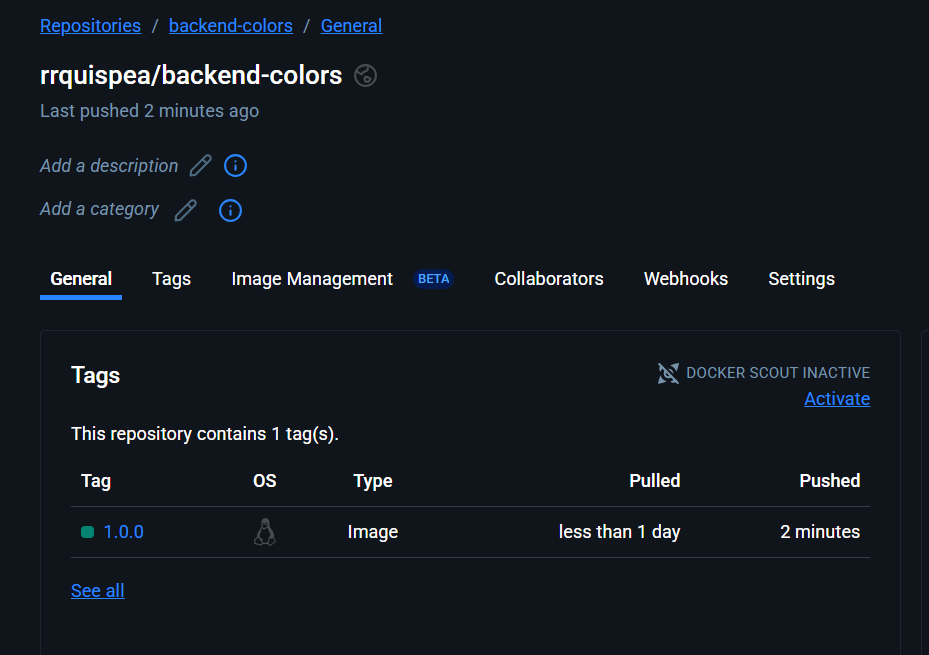 Repositories / backend-colors / General
rrquispea/backend-colors
Last pushed 2 minutes ago
Add a description
Add a category
General Tags Image Management BETA Collaborators Webhooks Settings
Tags
DOCKER SCOUT INACTIVE
Activate
This repository contains 1 tag(s).
Tag OS Type Pulled Pushed
1.0.0 Image less than 1 day 2 minutes
See all